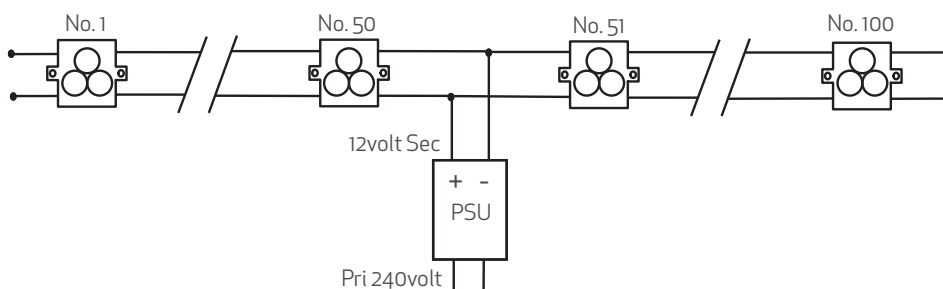 No. 1
No. 50
No. 51
No. 100
12volt Sec
+ -
PSU
Pri 240volt